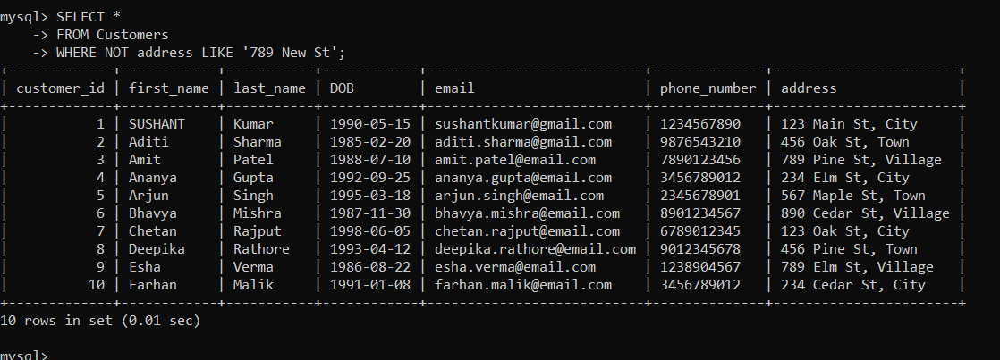 mysql> SELECT *
    -> FROM Customers
    -> WHERE NOT address LIKE '789 New St';
+-------------+------------+-----------+------------+---------------------------+--------------+-----------------------+
| customer_id | first_name | last_name | DOB        | email                     | phone_number | address               |
+-------------+------------+-----------+------------+---------------------------+--------------+-----------------------+
|           1 | SUSHANT    | Kumar     | 1990-05-15 | sushantkumar@gmail.com    | 1234567890   | 123 Main St, City     |
|           2 | Aditi      | Sharma    | 1985-02-20 | aditi.sharma@gmail.com    | 9876543210   | 456 Oak St, Town      |
|           3 | Amit       | Patel     | 1988-07-10 | amit.patel@email.com      | 7890123456   | 789 Pine St, Village  |
|           4 | Ananya     | Gupta     | 1992-09-25 | ananya.gupta@email.com    | 3456789012   | 234 Elm St, City      |
|           5 | Arjun      | Singh     | 1995-03-18 | arjun.singh@email.com     | 2345678901   | 567 Maple St, Town    |
|           6 | Bhavya     | Mishra    | 1987-11-30 | bhavya.mishra@email.com   | 8901234567   | 890 Cedar St, Village |
|           7 | Chetan     | Rajput    | 1998-06-05 | chetan.rajput@email.com   | 6789012345   | 123 Oak St, City      |
|           8 | Deepika    | Rathore   | 1993-04-12 | deepika.rathore@email.com | 9012345678   | 456 Pine St, Town     |
|           9 | Esha       | Verma     | 1986-08-22 | esha.verma@email.com      | 1238904567   | 789 Elm St, Village   |
|          10 | Farhan     | Malik     | 1991-01-08 | farhan.malik@email.com    | 3456789012   | 234 Cedar St, City    |
+-------------+------------+-----------+------------+---------------------------+--------------+-----------------------+
10 rows in set (0.01 sec)
mysql>